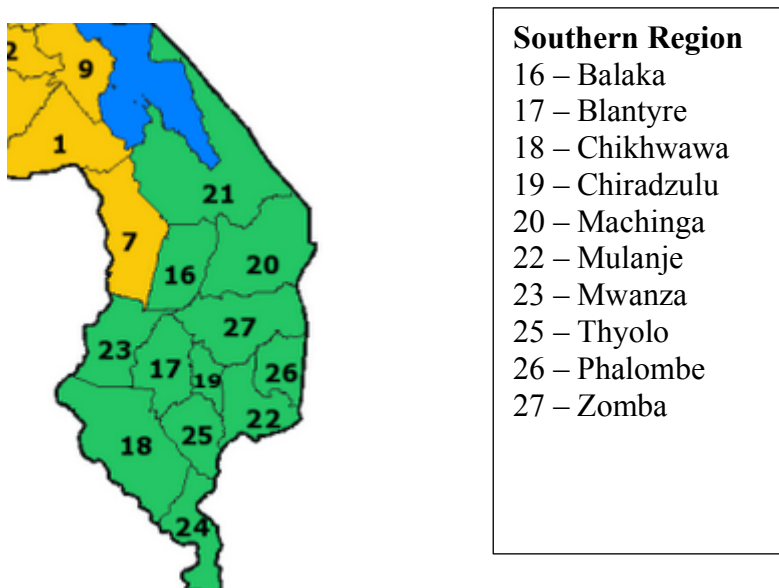 2
9
1
21
7
16
20
27
23
17
19
26
18
25
22
24
Southern Region
16 – Balaka
17 – Blantyre
18 – Chikhwawa
19 – Chiradzulu
20 – Machinga
22 – Mulanje
23 – Mwanza
25 – Thyolo
26 – Phalombe
27 – Zomba